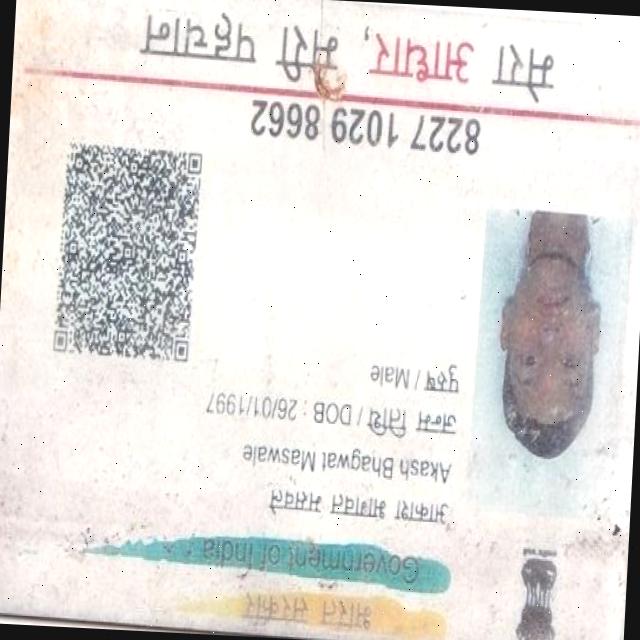 भारत सरकार
Government of India
आकाश भागवत मसवले
Akash Bhagwat Maswale
जन्म तिथि / DOB : 26/01/1997
पुरुष / Male
8227 1029 8662
मेरा आधार, मेरी पहचान